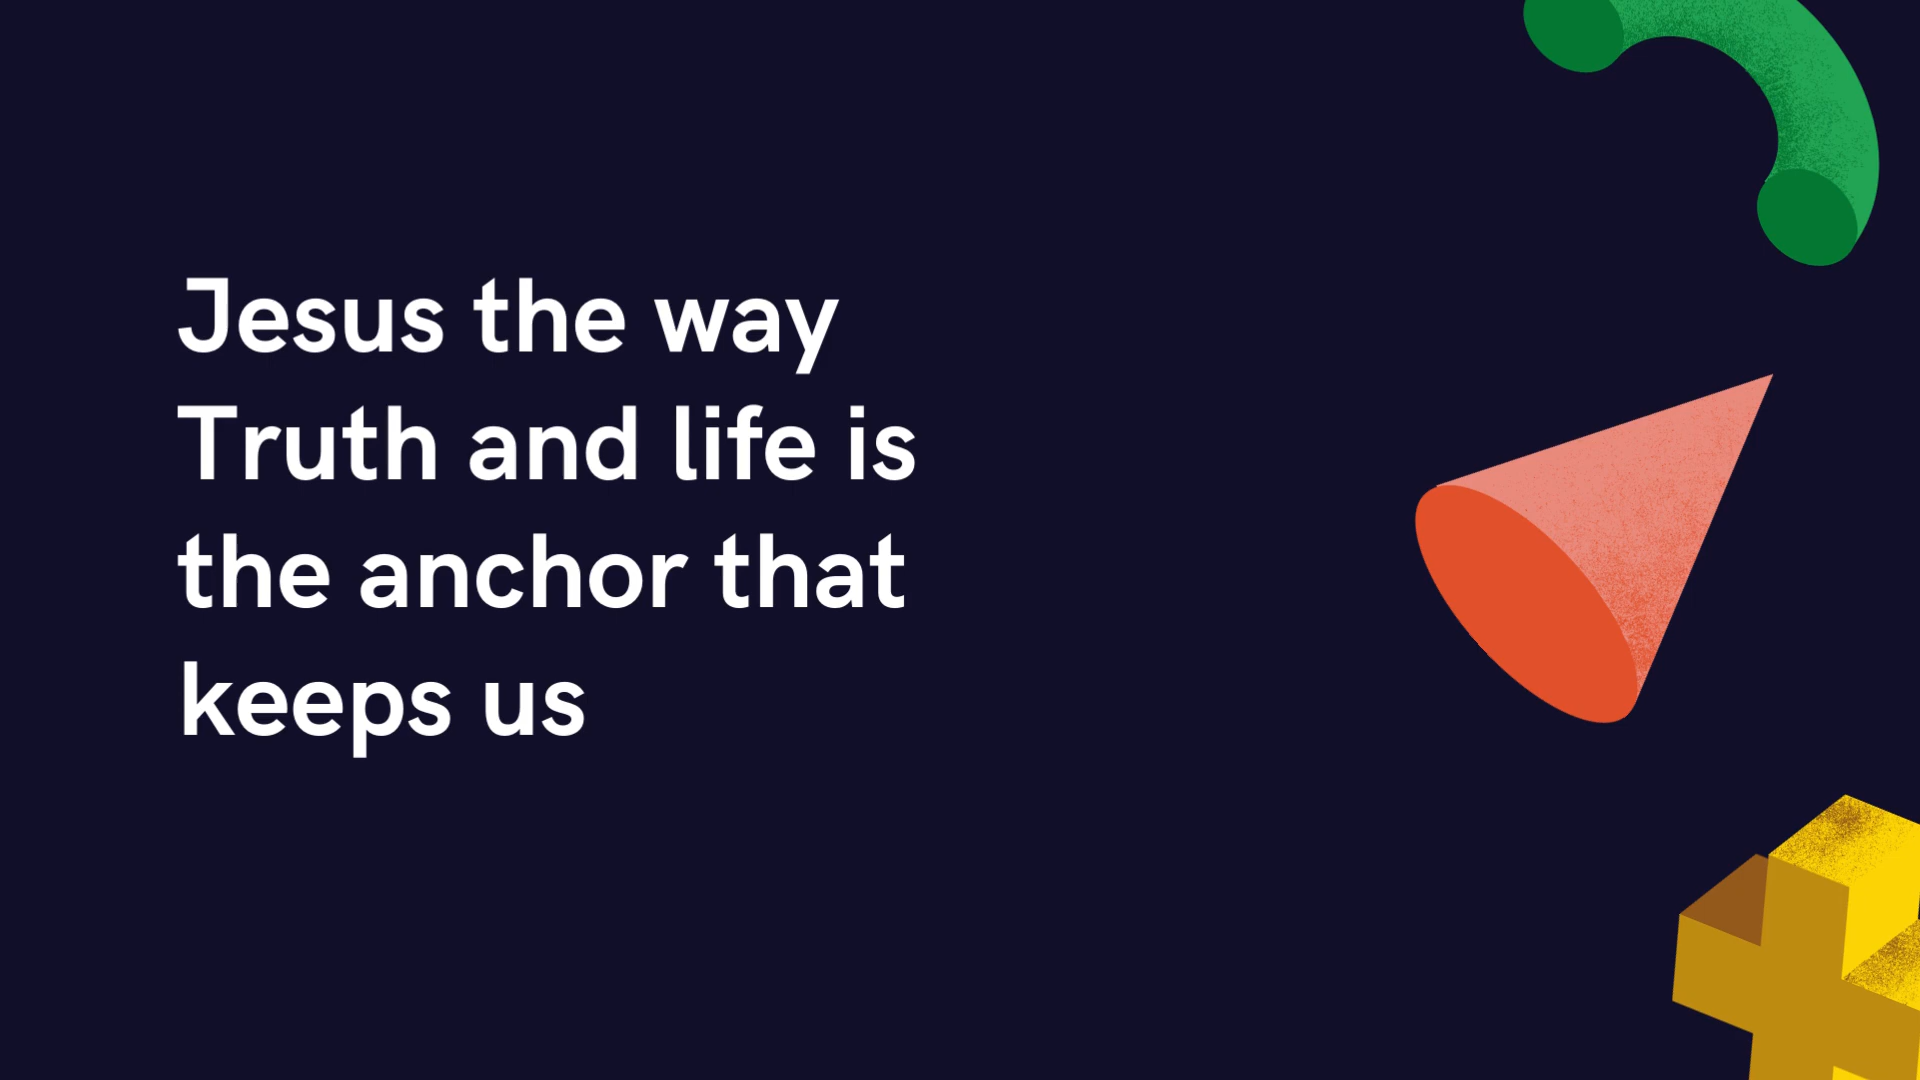 Jesus the way
Truth and life is
the anchor that
keeps us